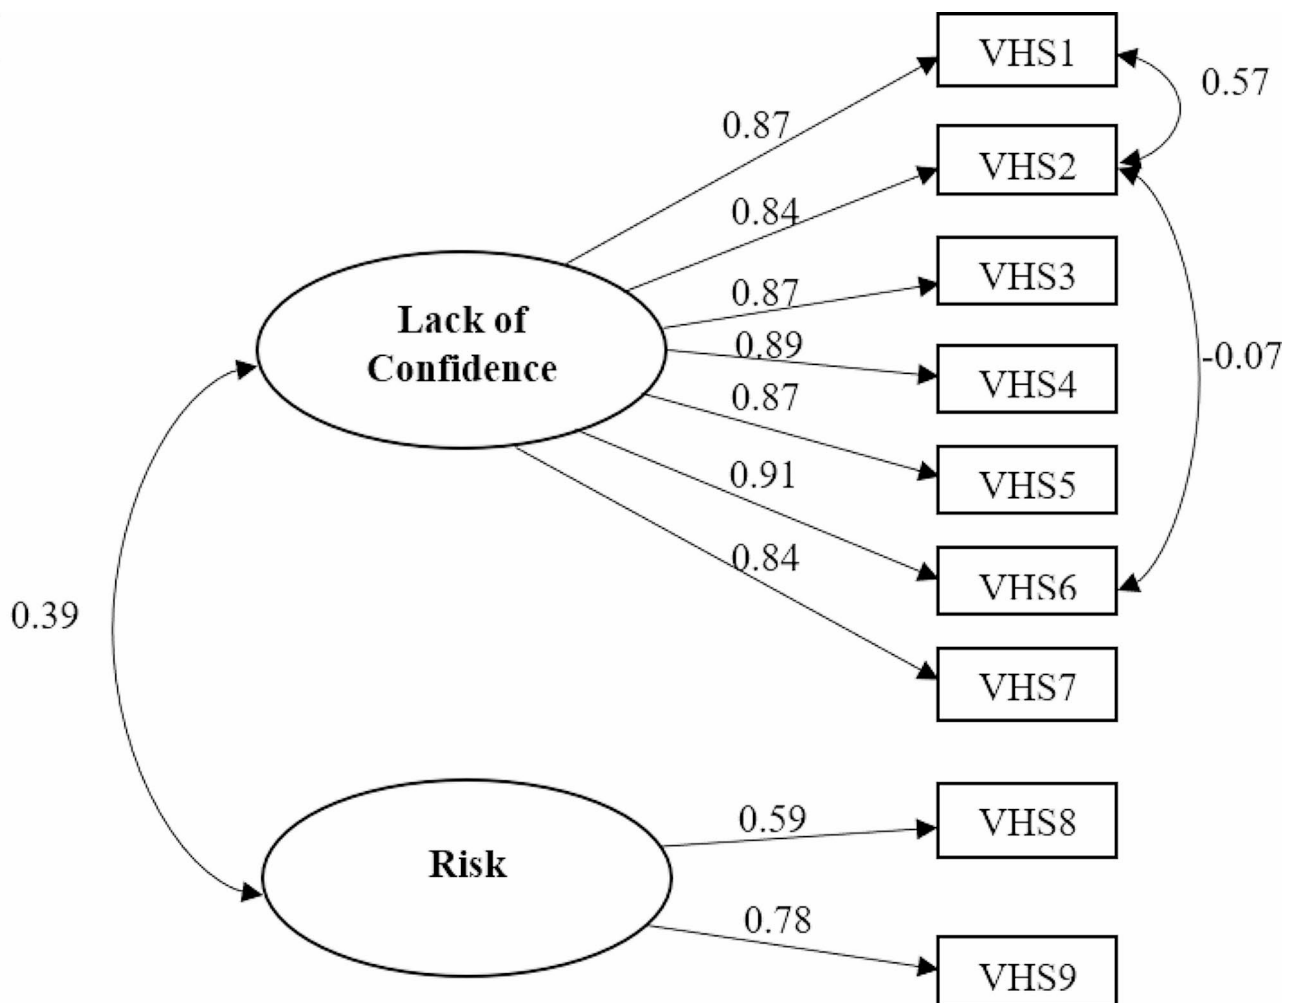 VHS1
0.57
0.87
VHS2
0.84
VHS3
0.87
Lack of
Confidence
0.89
-0.07
VHS4
0.87
VHS5
0.91
0.84
VHS6
0.39
VHS7
0.59
VHS8
Risk
0.78
VHS9